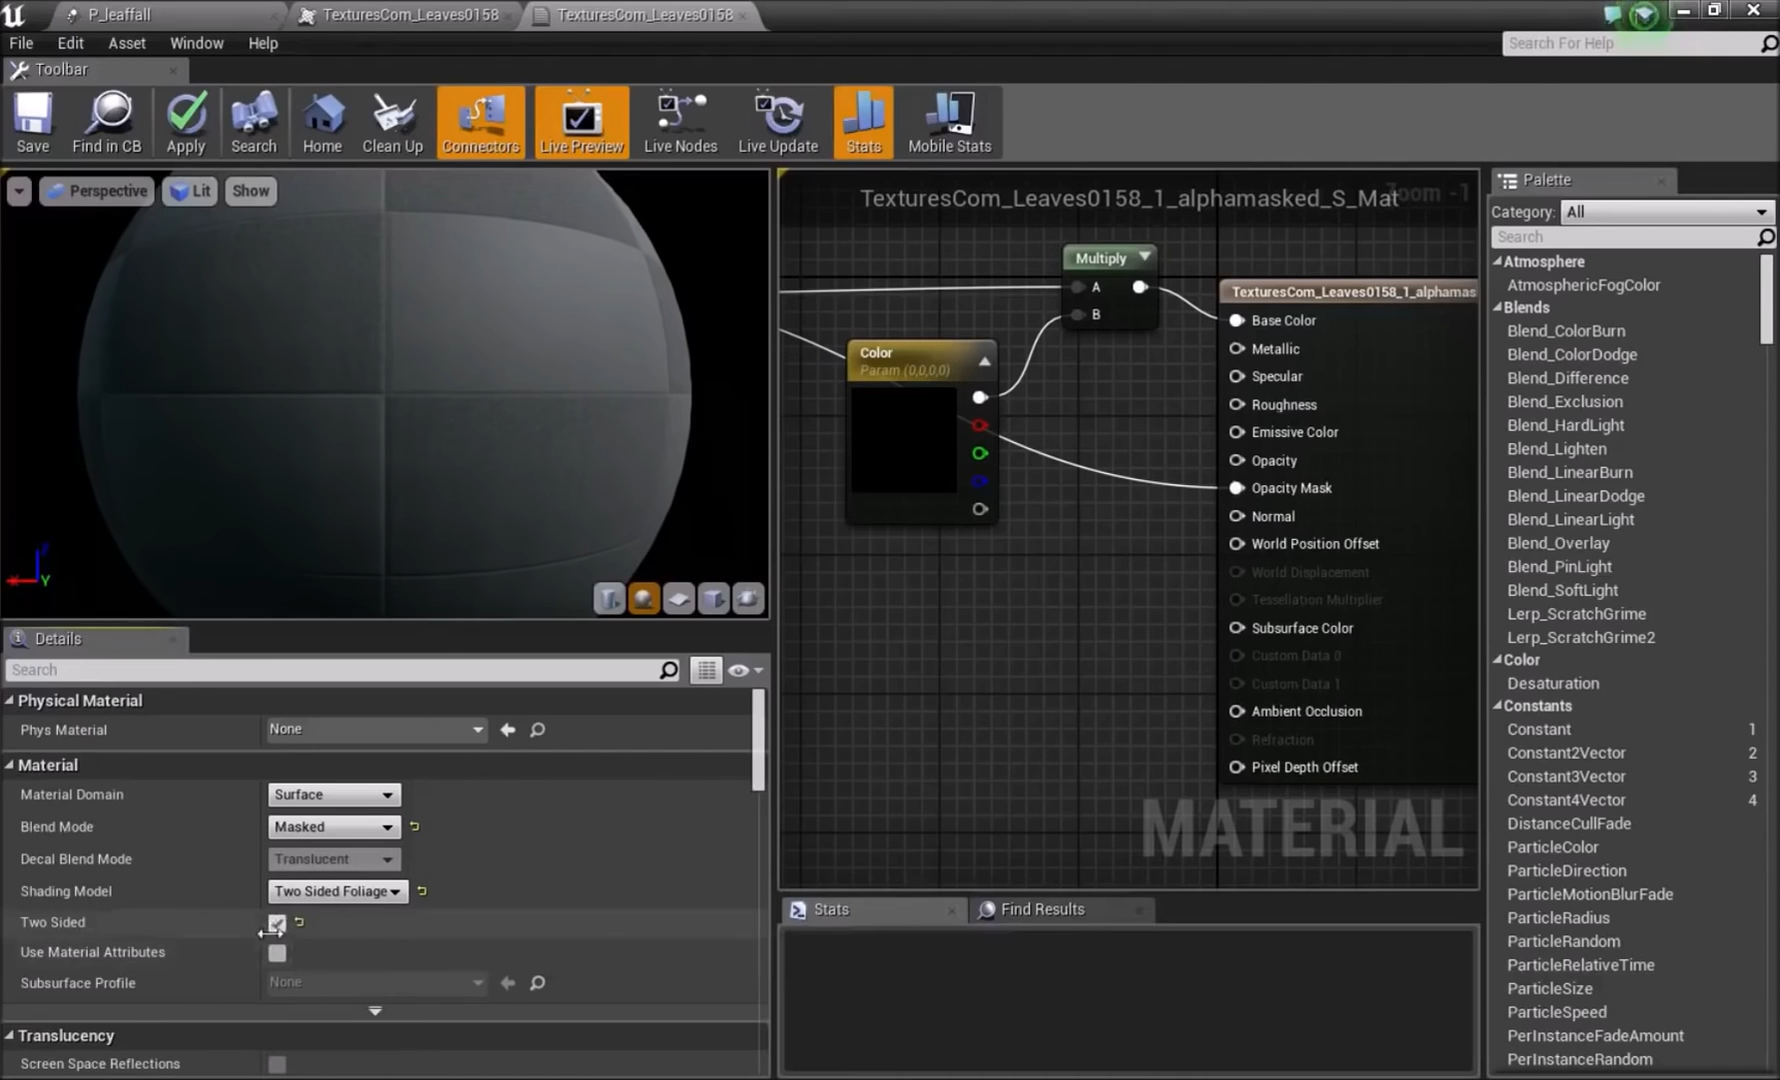 P_leaffall
TexturesCom_Leaves0158
TexturesCom_Leaves0158
File Edit Asset Window Help
Search For Help
Toolbar
Save
Find in CB
Apply
Search
Home
Clean Up
Connectors
Live Preview
Live Nodes
Live Update
Stats
Mobile Stats
Perspective
Lit
Show
Y
TexturesCom_Leaves0158_1_alphamasked_S_Mat
Zoom -1
Multiply
A
B
Color
Param (0,0,0,0)
TexturesCom_Leaves0158_1_alphamas
Base Color
Metallic
Specular
Roughness
Emissive Color
Opacity
Opacity Mask
Normal
World Position Offset
World Displacement
Tessellation Multiplier
Subsurface Color
Custom Data 0
Custom Data 1
Ambient Occlusion
Refraction
Pixel Depth Offset
MATERIAL
Details
Search
Physical Material
Phys Material None
Material
Material Domain Surface
Blend Mode Masked
Decal Blend Mode Translucent
Shading Model Two Sided Foliage
Two Sided
Use Material Attributes
Subsurface Profile None
Translucency
Screen Space Reflections
Stats
Find Results
Palette
Category: All
Search
Atmosphere
AtmosphericFogColor
Blends
Blend_ColorBurn
Blend_ColorDodge
Blend_Difference
Blend_Exclusion
Blend_HardLight
Blend_Lighten
Blend_LinearBurn
Blend_LinearDodge
Blend_LinearLight
Blend_Overlay
Blend_PinLight
Blend_SoftLight
Lerp_ScratchGrime
Lerp_ScratchGrime2
Color
Desaturation
Constants
Constant 1
Constant2Vector 2
Constant3Vector 3
Constant4Vector 4
DistanceCullFade
ParticleColor
ParticleDirection
ParticleMotionBlurFade
ParticleRadius
ParticleRandom
ParticleRelativeTime
ParticleSize
ParticleSpeed
PerInstanceFadeAmount
PerInstanceRandom